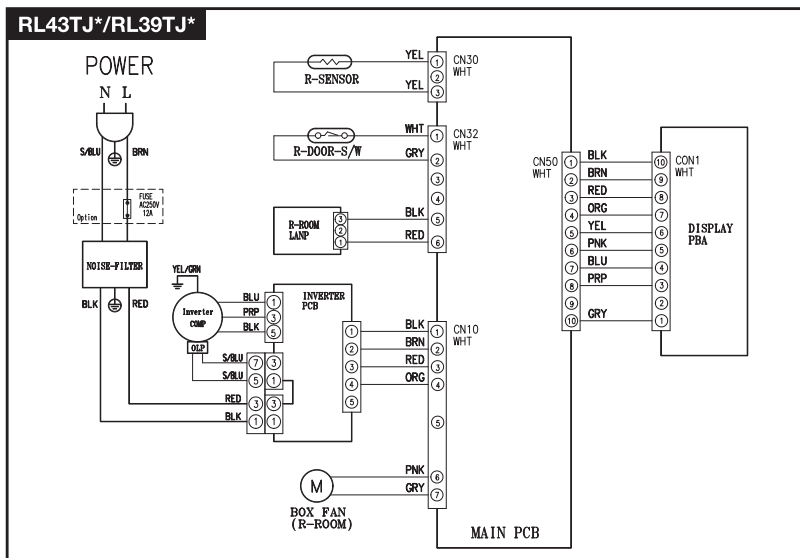 RL43TJ*/RL39TJ*
POWER
N L
S/BLU BRN
Option
FUSE
AC250V
12A
NOISE-FILTER
BLK RED
YEL/GRN
Inverter
COMP
OLP
BLU
PRP
BLK
S/BLU
S/BLU
RED
BLK
1
3
5
7 3
5 1
3 3
1 1
INVERTER
PCB
1
2
3
4
5
R-SENSOR
YEL
YEL
1
2
3
CN30
WHT
R-DOOR-S/W
WHT
GRY
R-ROOM
LANP
3
2
1
BLK
RED
1
2
3
4
5
6
CN32
WHT
BLK
BRN
RED
ORG
PNK
GRY
1
2
3
4
5
6
7
CN10
WHT
M
BOX FAN
(R-ROOM)
MAIN PCB
CN50
WHT
1
2
3
4
5
6
7
8
9
10
BLK
BRN
RED
ORG
YEL
PNK
BLU
PRP
GRY
10
9
8
7
6
5
4
3
2
1
CON1
WHT
DISPLAY
PBA